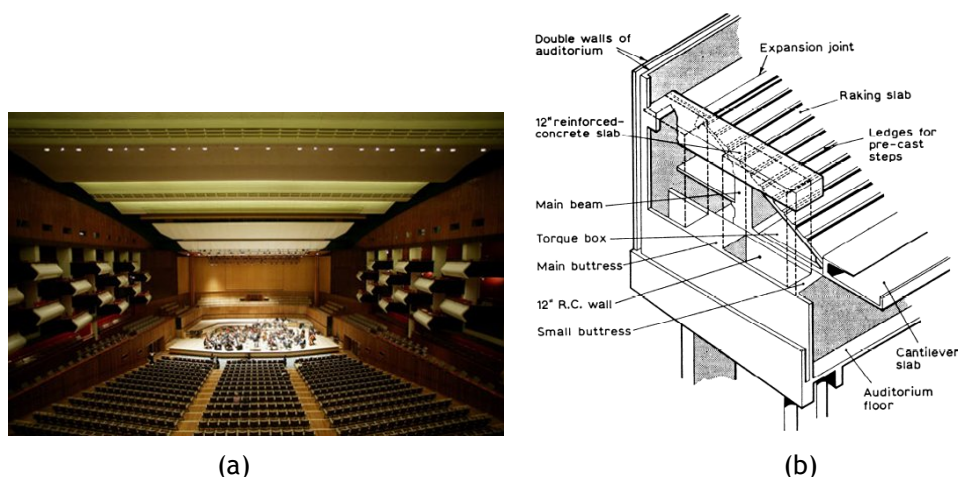 Double walls of
auditorium
Expansion joint
Raking slab
12" reinforced-
concrete slab
Ledges for
pre-cast
steps
Main beam
Torque box
Main buttress
12" R.C. wall
Small buttress
Cantilever
slab
Auditorium
floor
(a)
(b)